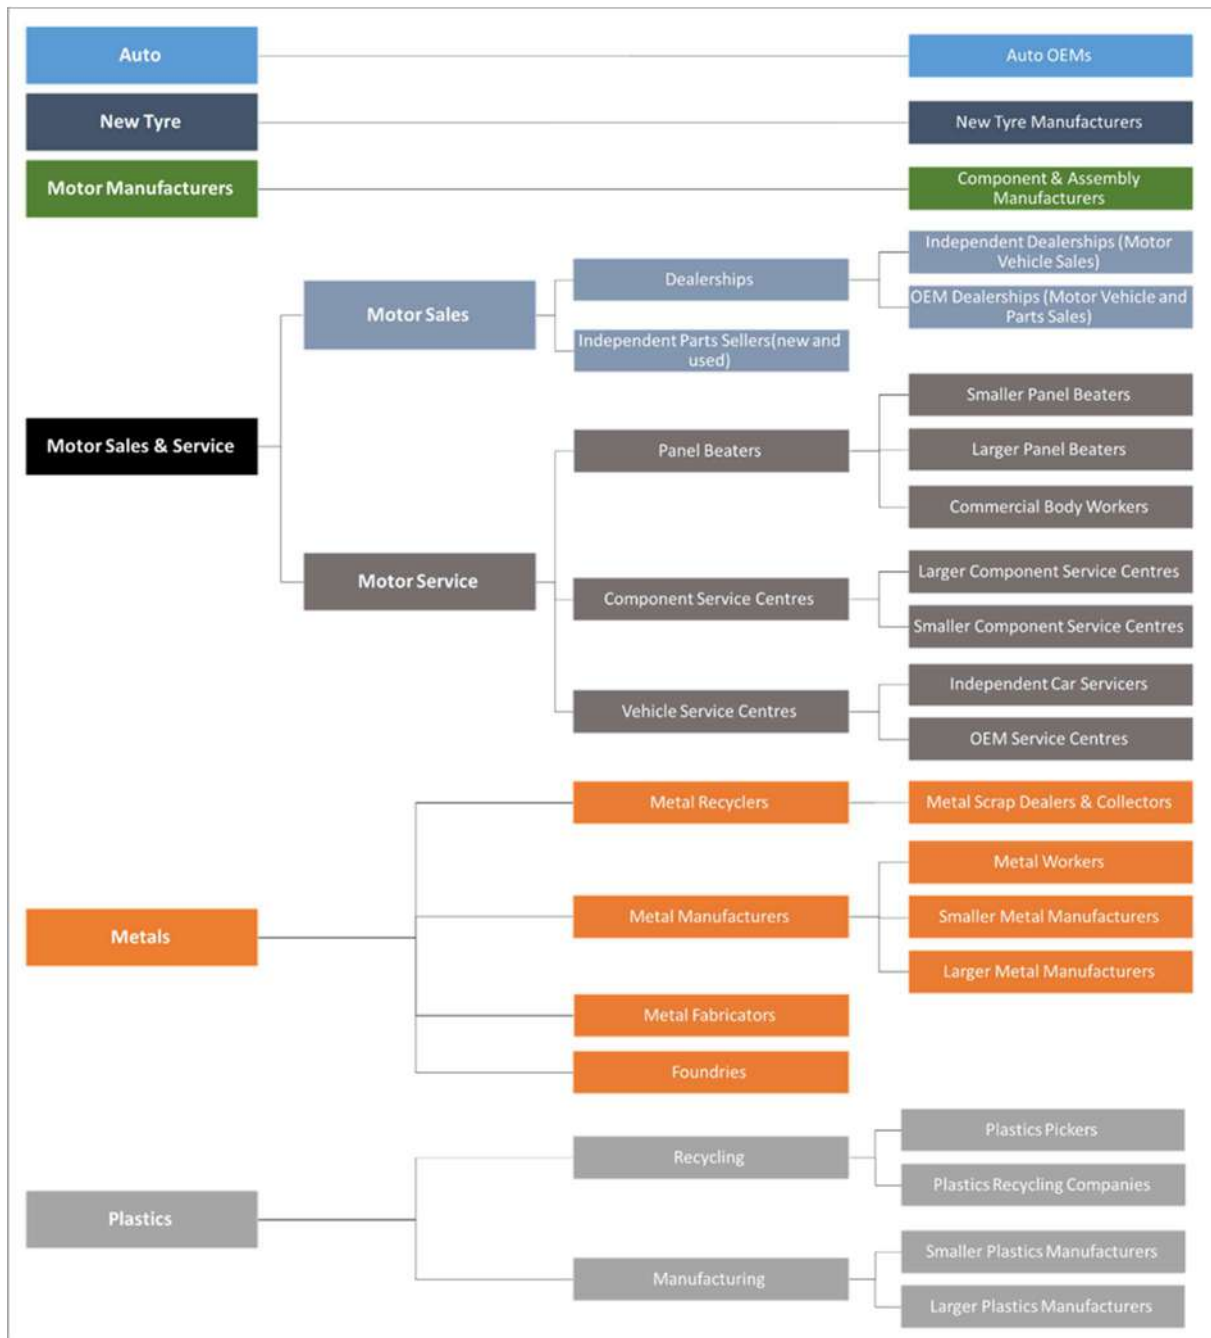 Auto
Auto OEMs
New Tyre
New Tyre Manufacturers
Motor Manufacturers
Component & Assembly
Manufacturers
Motor Sales & Service
Motor Sales
Dealerships
Independent Dealerships (Motor
Vehicle Sales)
OEM Dealerships (Motor Vehicle and
Parts Sales)
Independent Parts Sellers(new and
used)
Motor Service
Panel Beaters
Smaller Panel Beaters
Larger Panel Beaters
Commercial Body Workers
Component Service Centres
Larger Component Service Centres
Smaller Component Service Centres
Vehicle Service Centres
Independent Car Servicers
OEM Service Centres
Metals
Metal Recyclers
Metal Scrap Dealers & Collectors
Metal Manufacturers
Metal Workers
Smaller Metal Manufacturers
Larger Metal Manufacturers
Metal Fabricators
Foundries
Plastics
Recycling
Plastics Pickers
Plastics Recycling Companies
Manufacturing
Smaller Plastics Manufacturers
Larger Plastics Manufacturers